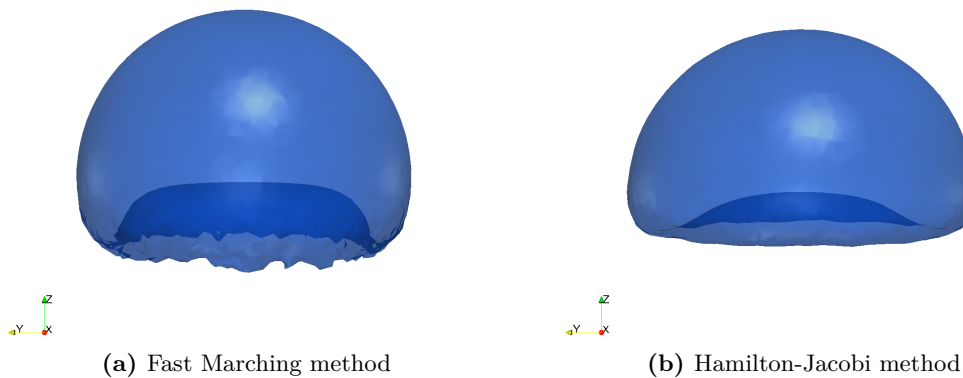 Z
Y
X
Z
Y
X
(a) Fast Marching method
(b) Hamilton-Jacobi method